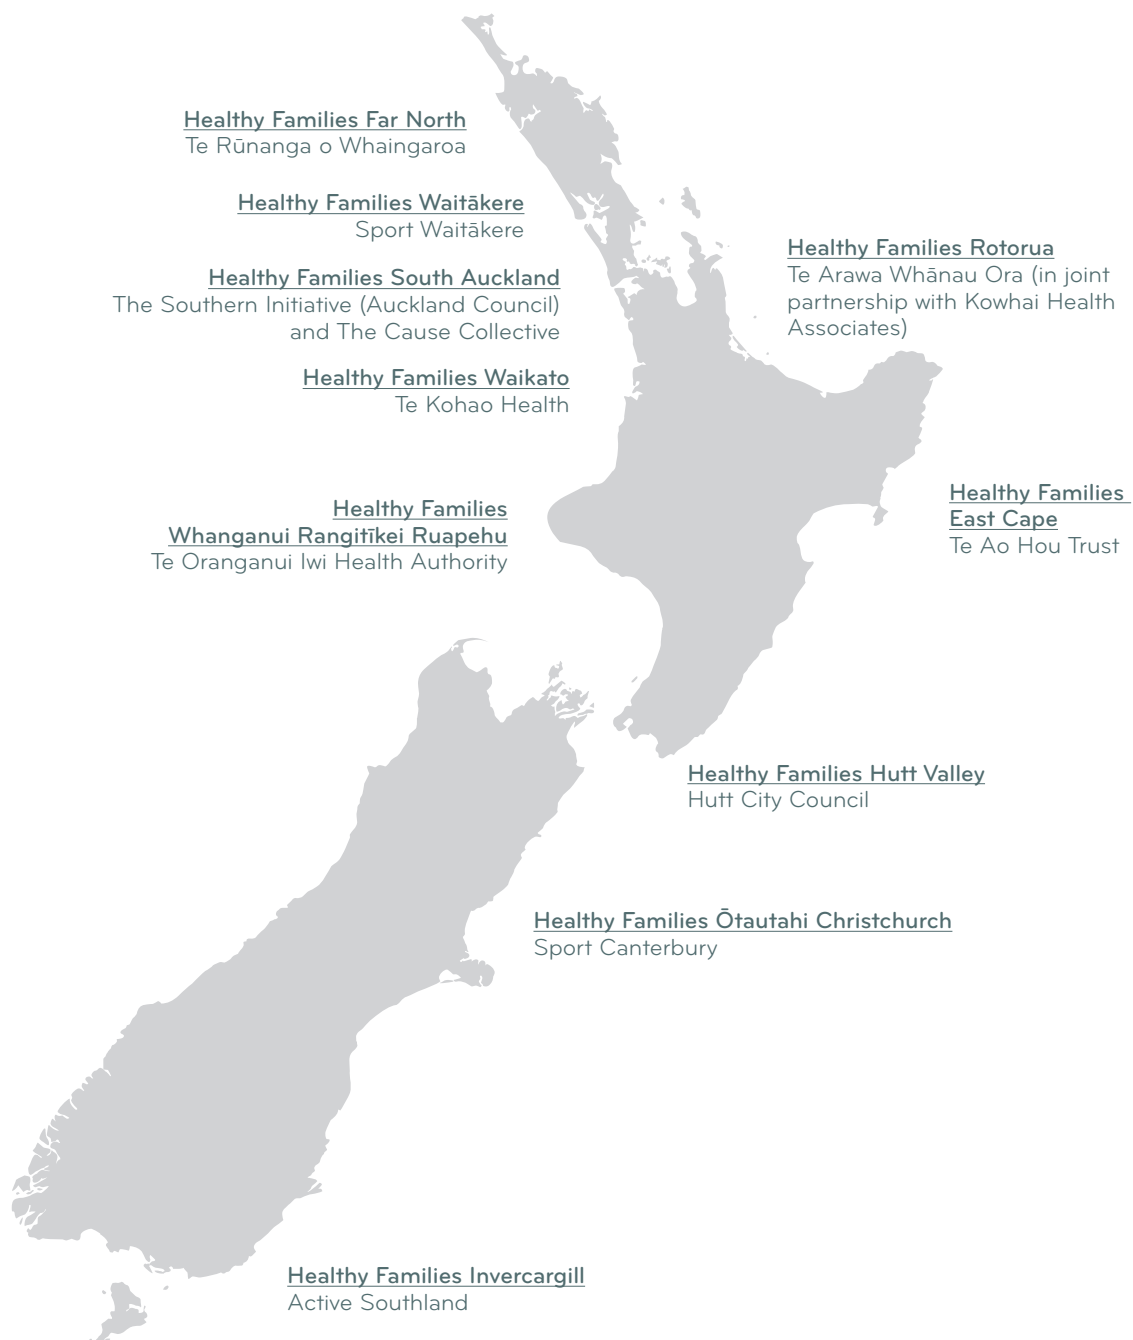 Healthy Families Far North
Te Rūnanga o Whaingaroa
Healthy Families Waitākere
Sport Waitākere
Healthy Families South Auckland
The Southern Initiative (Auckland Council)
and The Cause Collective
Healthy Families Waikato
Te Kohao Health
Healthy Families Rotorua
Te Arawa Whānau Ora (in joint
partnership with Kowhai Health
Associates)
Healthy Families
Whanganui Rangitīkei Ruapehu
Te Oranganui Iwi Health Authority
Healthy Families
East Cape
Te Ao Hou Trust
Healthy Families Hutt Valley
Hutt City Council
Healthy Families Ōtautahi Christchurch
Sport Canterbury
Healthy Families Invercargill
Active Southland